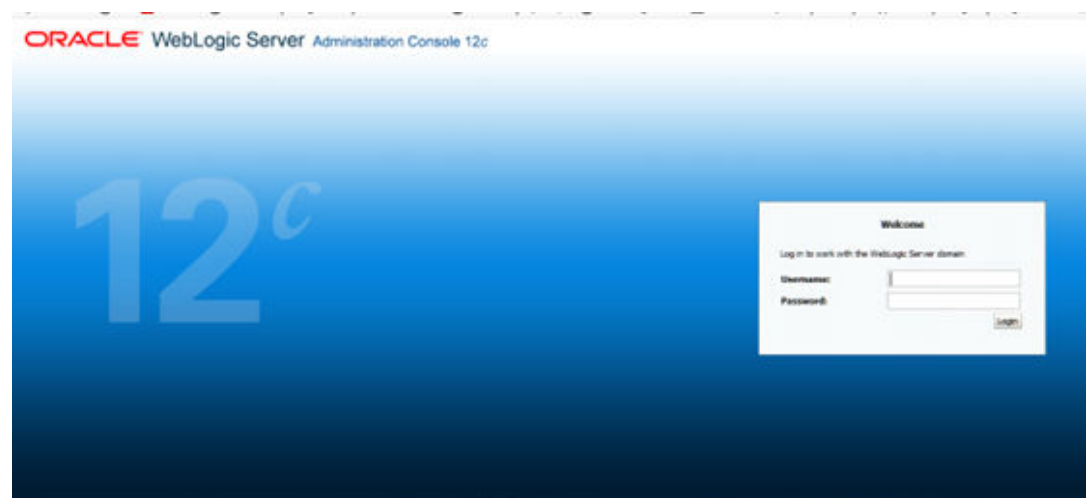 ORACLE WebLogic Server Administration Console 12c
12c
Welcome
Log in to work with the WebLogic Server domain
Username:
Password:
Login